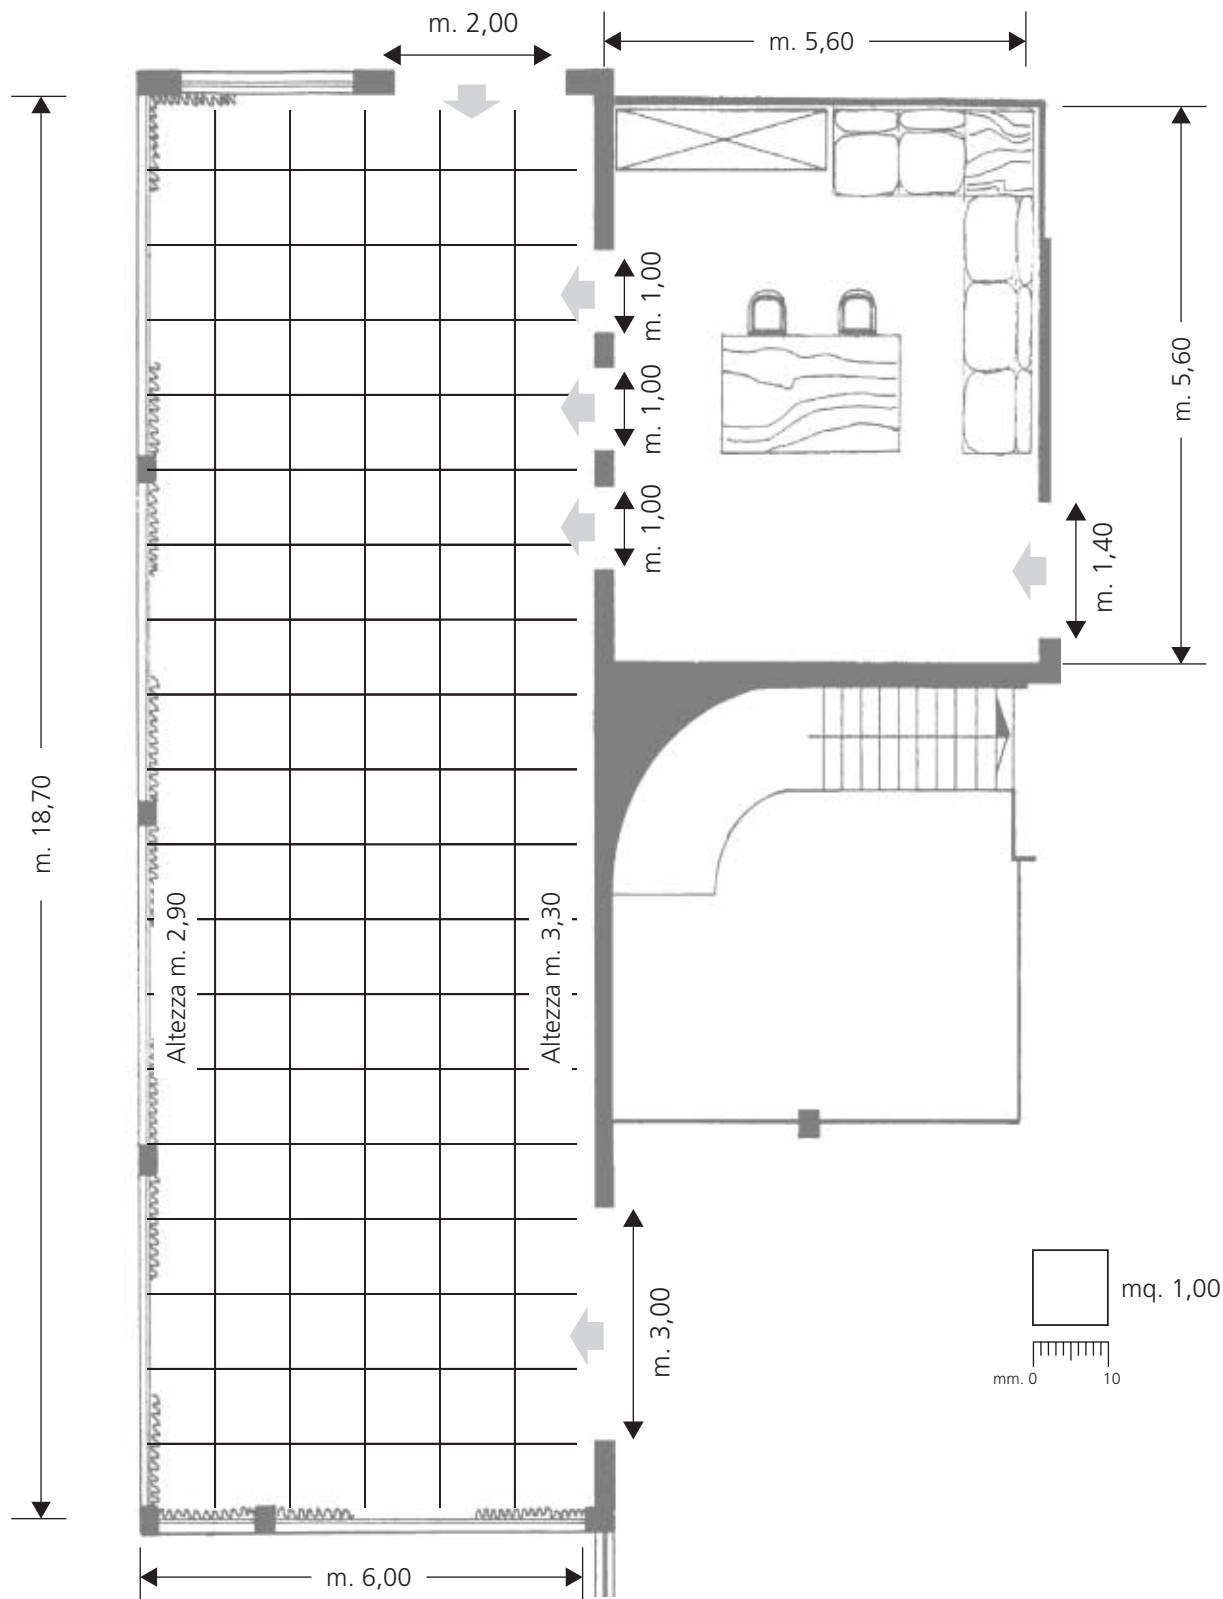 m. 2,00
m. 5,60
m. 1,00
m. 1,00
m. 1,00
m. 5,60
m. 1,40
m. 18,70
Altezza m. 2,90
Altezza m. 3,30
m. 3,00
mq. 1,00
mm. 0 10
m. 6,00